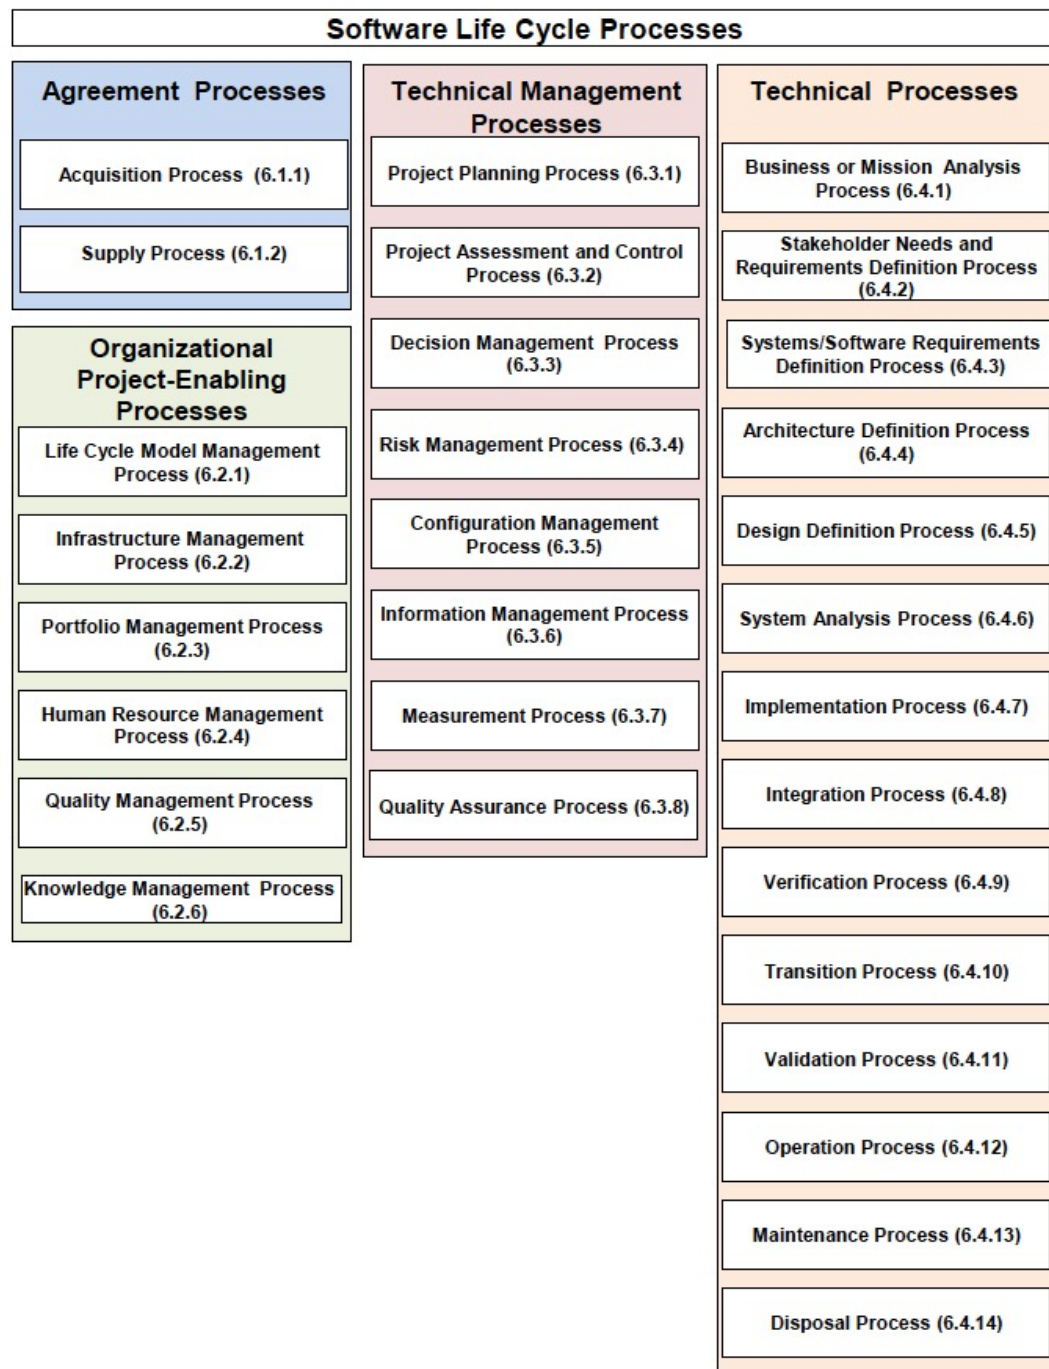 Software Life Cycle Processes
Agreement Processes
Acquisition Process (6.1.1)
Supply Process (6.1.2)
Organizational
Project-Enabling
Processes
Life Cycle Model Management
Process (6.2.1)
Infrastructure Management
Process (6.2.2)
Portfolio Management Process
(6.2.3)
Human Resource Management
Process (6.2.4)
Quality Management Process
(6.2.5)
Knowledge Management Process
(6.2.6)
Technical Management
Processes
Project Planning Process (6.3.1)
Project Assessment and Control
Process (6.3.2)
Decision Management Process
(6.3.3)
Risk Management Process (6.3.4)
Configuration Management
Process (6.3.5)
Information Management Process
(6.3.6)
Measurement Process (6.3.7)
Quality Assurance Process (6.3.8)
Technical Processes
Business or Mission Analysis
Process (6.4.1)
Stakeholder Needs and
Requirements Definition Process
(6.4.2)
Systems/Software Requirements
Definition Process (6.4.3)
Architecture Definition Process
(6.4.4)
Design Definition Process (6.4.5)
System Analysis Process (6.4.6)
Implementation Process (6.4.7)
Integration Process (6.4.8)
Verification Process (6.4.9)
Transition Process (6.4.10)
Validation Process (6.4.11)
Operation Process (6.4.12)
Maintenance Process (6.4.13)
Disposal Process (6.4.14)